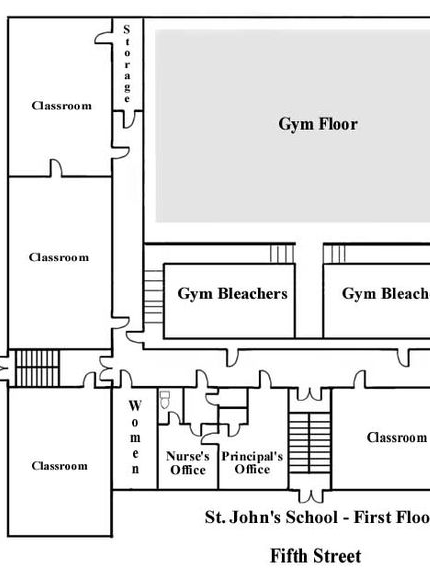 Storage
Classroom
Gym Floor
Classroom
Gym Bleachers
Gym Bleach
Women
Classroom
Nurse's
Office
Principal's
Office
Classroom
St. John's School - First Floo
Fifth Street